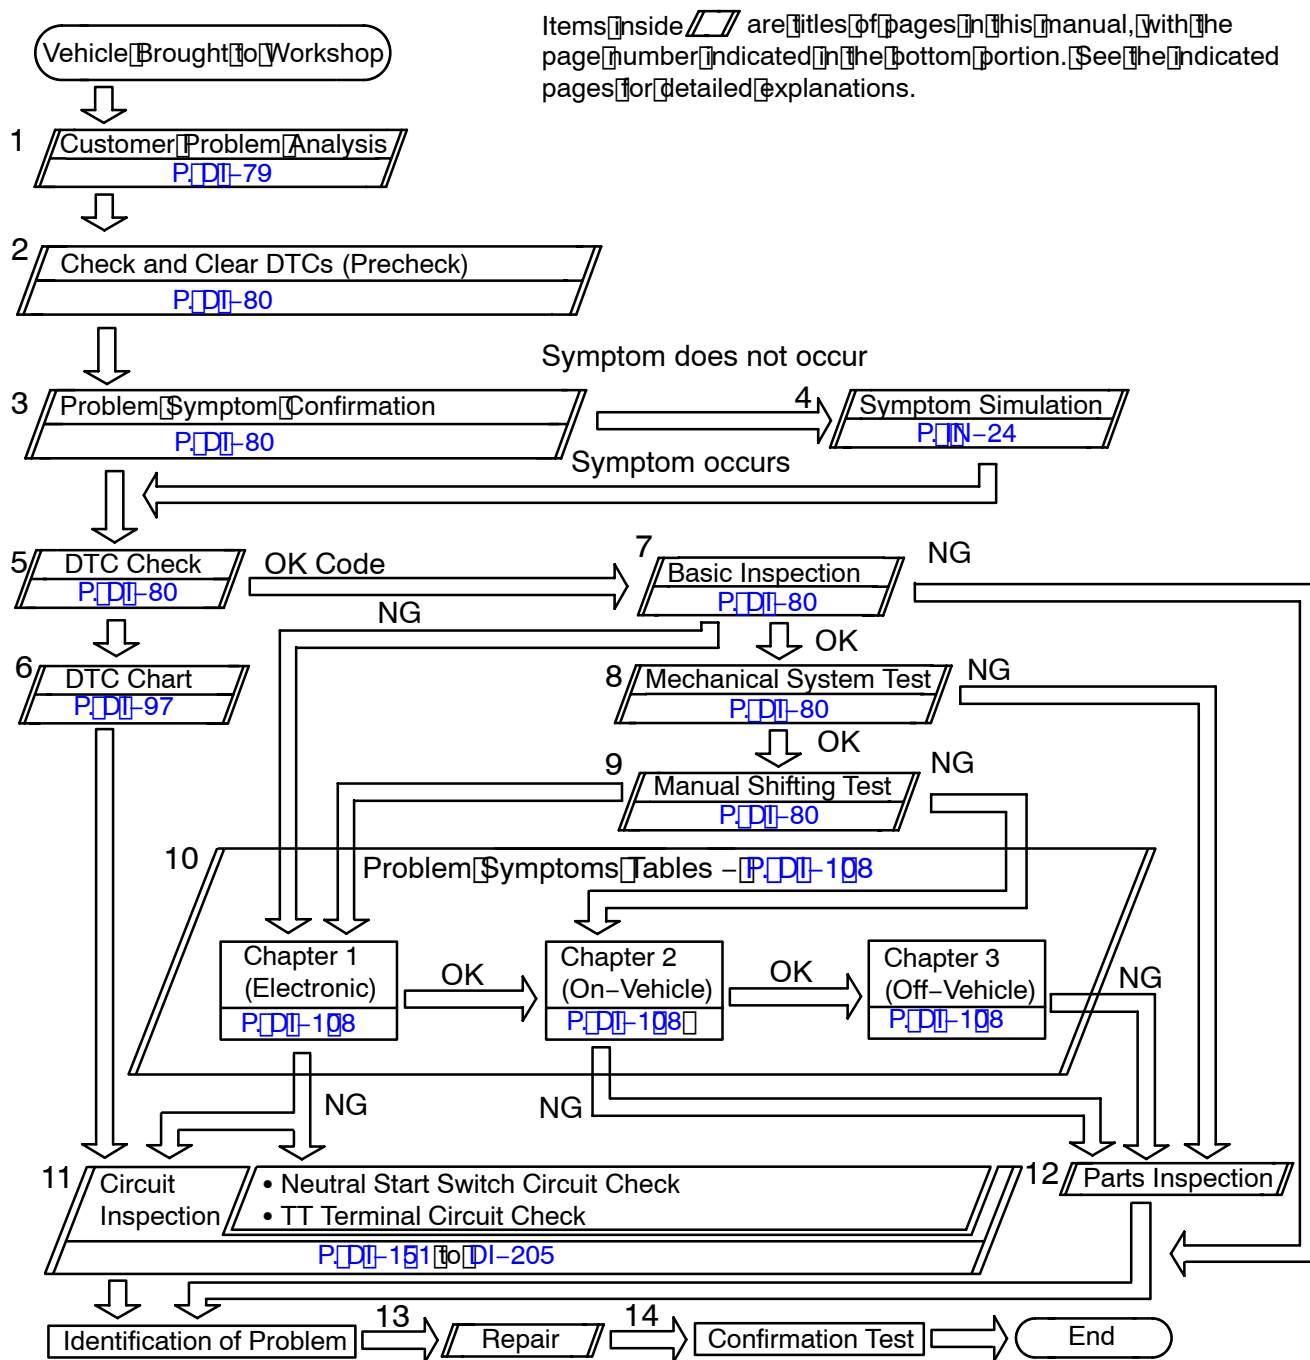 Items inside are titles of pages in this manual, with the
page number indicated in the bottom portion. See the indicated
pages for detailed explanations.
Vehicle Brought to Workshop
1
Customer Problem Analysis
P. DI–79
2
Check and Clear DTCs (Precheck)
P. DI–80
Symptom does not occur
3
Problem Symptom Confirmation
P. DI–80
4
Symptom Simulation
P. IN–24
Symptom occurs
5
DTC Check
P. DI–80
OK Code
NG
7
Basic Inspection
P. DI–80
NG
OK
6
DTC Chart
P. DI–97
8
Mechanical System Test
P. DI–80
NG
OK
9
Manual Shifting Test
P. DI–80
NG
10
Problem Symptoms Tables – P. DI–108
Chapter 1
(Electronic)
P. DI–108
OK
Chapter 2
(On–Vehicle)
P. DI–108
OK
Chapter 3
(Off–Vehicle)
P. DI–108
NG
NG
NG
11
Circuit
Inspection
• Neutral Start Switch Circuit Check
• TT Terminal Circuit Check
P. DI–151 to DI–205
12
Parts Inspection
Identification of Problem
13
Repair
14
Confirmation Test
End